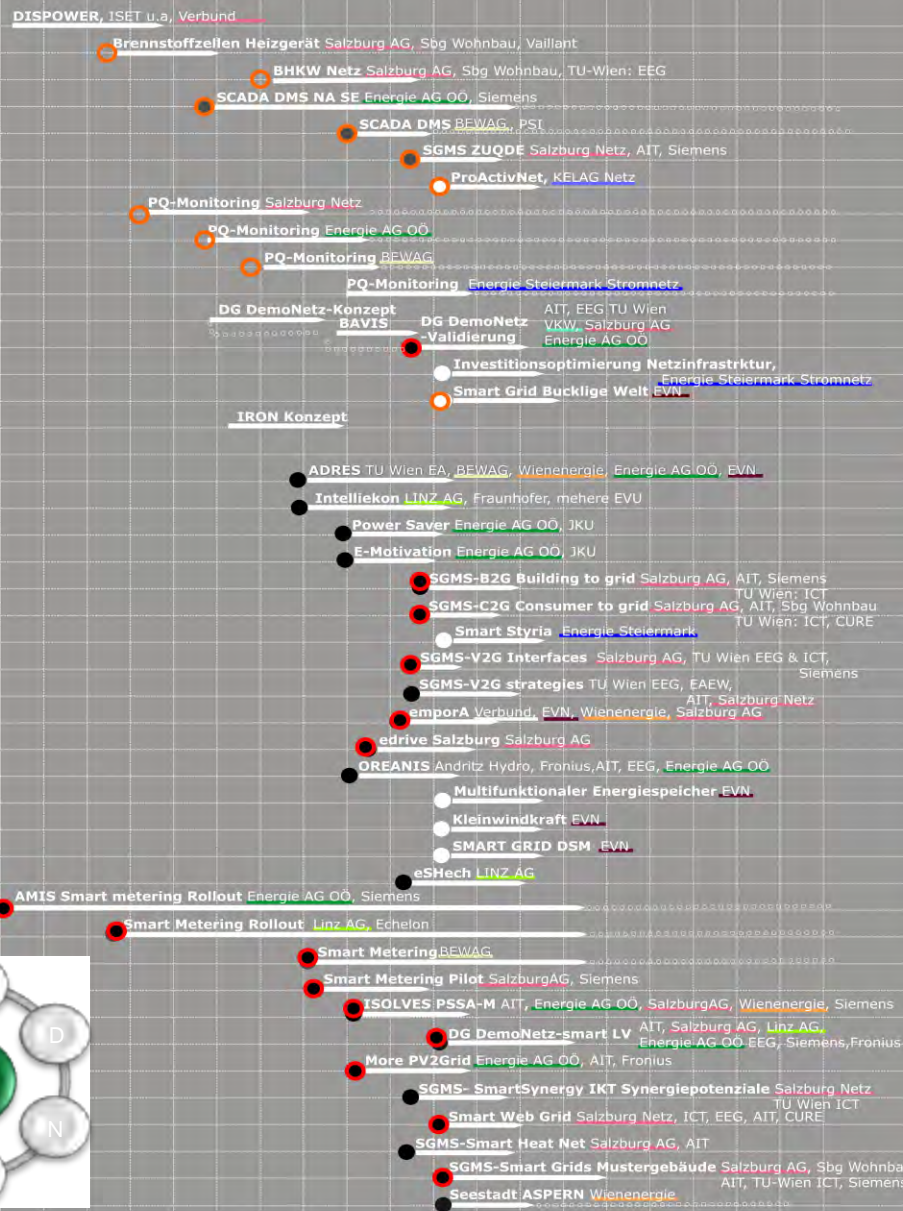 DISPOWER, ISET u.a, Verbund
Brennstoffzellen Heizgerät Salzburg AG, Sbg Wohnbau, Vaillant
BHKW Netz Salzburg AG, Sbg Wohnbau, TU-Wien: EEG
SCADA DMS NA SE Energie AG OÖ, Siemens
SCADA DMS BEWAG, PSI
SGMS ZUQDE Salzburg Netz, AIT, Siemens
ProActivNet, KELAG Netz
PQ-Monitoring Salzburg Netz
PQ-Monitoring Energie AG OÖ
PQ-Monitoring BEWAG
PQ-Monitoring Energie Steiermark Stromnetz
DG DemoNetz-Konzept
BAVIS
DG DemoNetz
-Validierung
AIT, EEG TU Wien
VKW, Salzburg AG
Energie AG OÖ
Investitionsoptimierung Netzinfrastrktur,
Energie Steiermark Stromnetz
Smart Grid Bucklige Welt EVN
IRON Konzept
ADRES TU Wien EA, BEWAG, Wienenergie, Energie AG OÖ, EVN
Intelliekon LINZ AG, Fraunhofer, mehere EVU
Power Saver Energie AG OÖ, JKU
E-Motivation Energie AG OÖ, JKU
SGMS-B2G Building to grid Salzburg AG, AIT, Siemens
TU Wien: ICT
SGMS-C2G Consumer to grid Salzburg AG, AIT, Sbg Wohnbau
TU Wien: ICT, CURE
Smart Styria Energie Steiermark
SGMS-V2G Interfaces Salzburg AG, TU Wien EEG & ICT,
Siemens
SGMS-V2G strategies TU Wien EEG, EAEW,
AIT, Salzburg Netz
emporA Verbund, EVN, Wienenergie, Salzburg AG
edrive Salzburg Salzburg AG
OREANIS Andritz Hydro, Fronius,AIT, EEG, Energie AG OÖ
Multifunktionaler Energiespeicher EVN
Kleinwindkraft EVN
SMART GRID DSM EVN
eSHech LINZ AG
AMIS Smart metering Rollout Energie AG OÖ, Siemens
Smart Metering Rollout Linz AG, Echelon
Smart Metering BEWAG
Smart Metering Pilot SalzburgAG, Siemens
ISOLVES PSSA-M AIT, Energie AG OÖ, SalzburgAG, Wienenergie, Siemens
DG DemoNetz-smart LV AIT, Salzburg AG, Linz AG,
Energie AG OÖ EEG, Siemens,Fronius
More PV2Grid Energie AG OÖ, AIT, Fronius
SGMS- SmartSynergy IKT Synergiepotenziale Salzburg Netz
TU Wien ICT
Smart Web Grid Salzburg Netz, ICT, EEG, AIT, CURE
SGMS-Smart Heat Net Salzburg AG, AIT
SGMS-Smart Grids Mustergebäude Salzburg AG, Sbg Wohnba
AIT, TU-Wien ICT, Siemens
Seestadt ASPERN Wienenergie
D
N